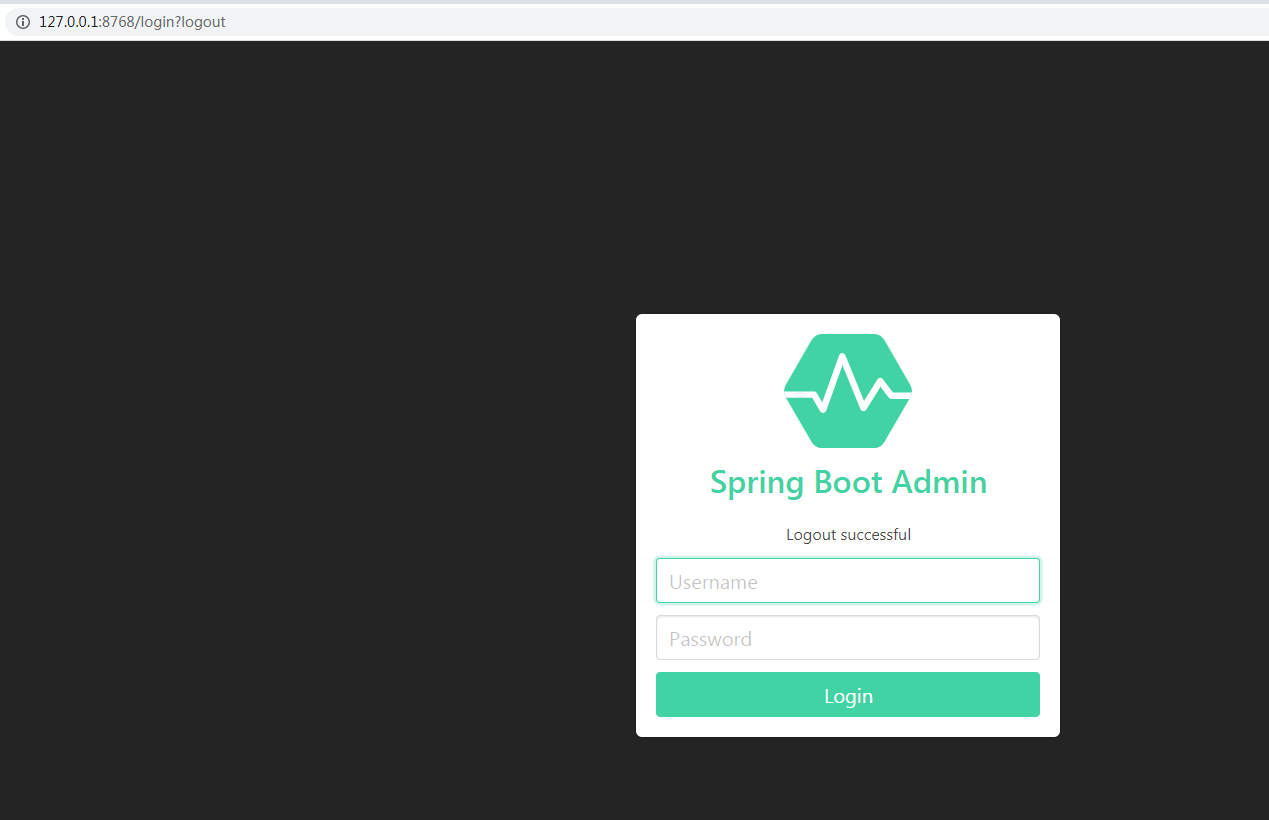 127.0.0.1:8768/login?logout
Spring Boot Admin
Logout successful
Username
Password
Login